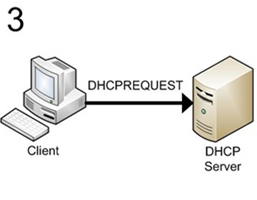 3
DHCPREQUEST
Client
DHCP
Server